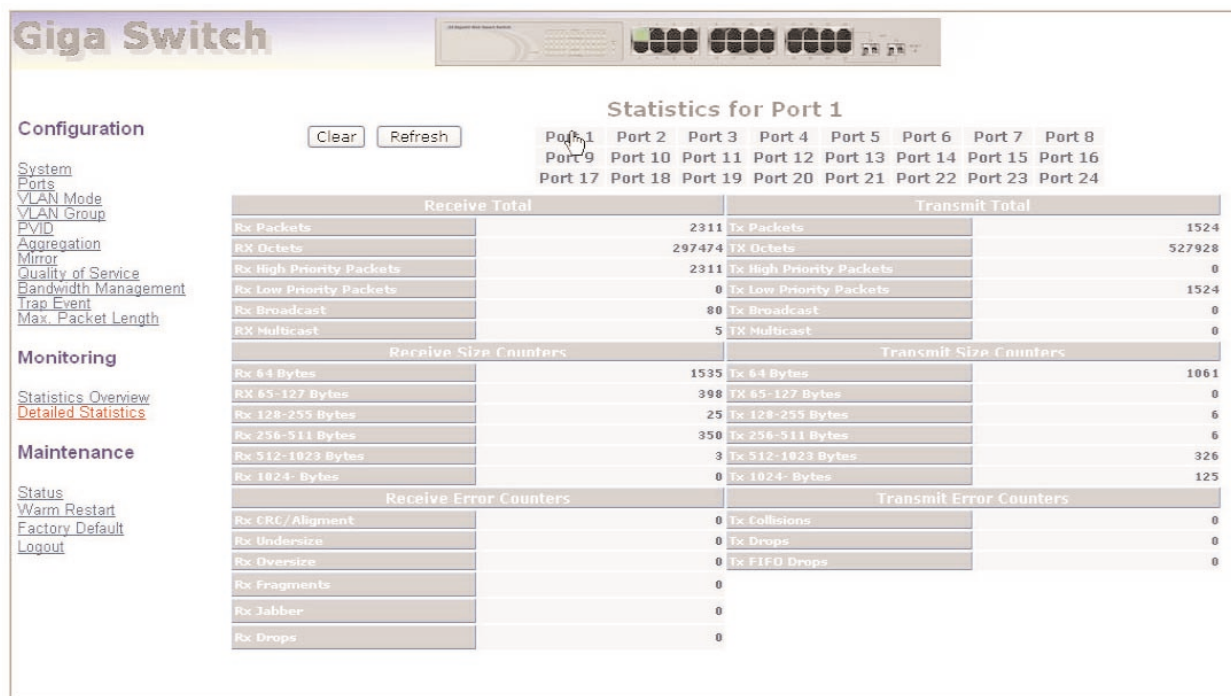 Giga Switch
Statistics for Port 1
Configuration
Clear Refresh
Port 1 Port 2 Port 3 Port 4 Port 5 Port 6 Port 7 Port 8
Port 9 Port 10 Port 11 Port 12 Port 13 Port 14 Port 15 Port 16
Port 17 Port 18 Port 19 Port 20 Port 21 Port 22 Port 23 Port 24
System
Ports
VLAN Mode
VLAN Group
PVID
Aggregation
Mirror
Quality of Service
Bandwidth Management
Trap Event
Max. Packet Length
Monitoring
Statistics Overview
Detailed Statistics
Maintenance
Status
Warm Restart
Factory Default
Logout
Receive Total Transmit Total
Rx Packets 2311 Tx Packets 1524
RX Octets 297474 TX Octets 527928
Rx High Priority Packets 2311 Tx High Priority Packets 0
Rx Low Priority Packets 0 Tx Low Priority Packets 1524
Rx Broadcast 80 Tx Broadcast 0
RX Multicast 5 TX Multicast 0
Receive Size Counters Transmit Size Counters
Rx 64 Bytes 1535 Tx 64 Bytes 1061
RX 65-127 Bytes 398 TX 65-127 Bytes 0
Rx 128-255 Bytes 25 Tx 128-255 Bytes 6
Rx 256-511 Bytes 350 Tx 256-511 Bytes 6
Rx 512-1023 Bytes 3 Tx 512-1023 Bytes 326
Rx 1024- Bytes 0 Tx 1024- Bytes 125
Receive Error Counters Transmit Error Counters
Rx CRC/Aligment 0 Tx Collisions 0
Rx Undersize 0 Tx Drops 0
Rx Oversize 0 Tx FIFO Drops 0
Rx Fragments 0
Rx Jabber 0
Rx Drops 0